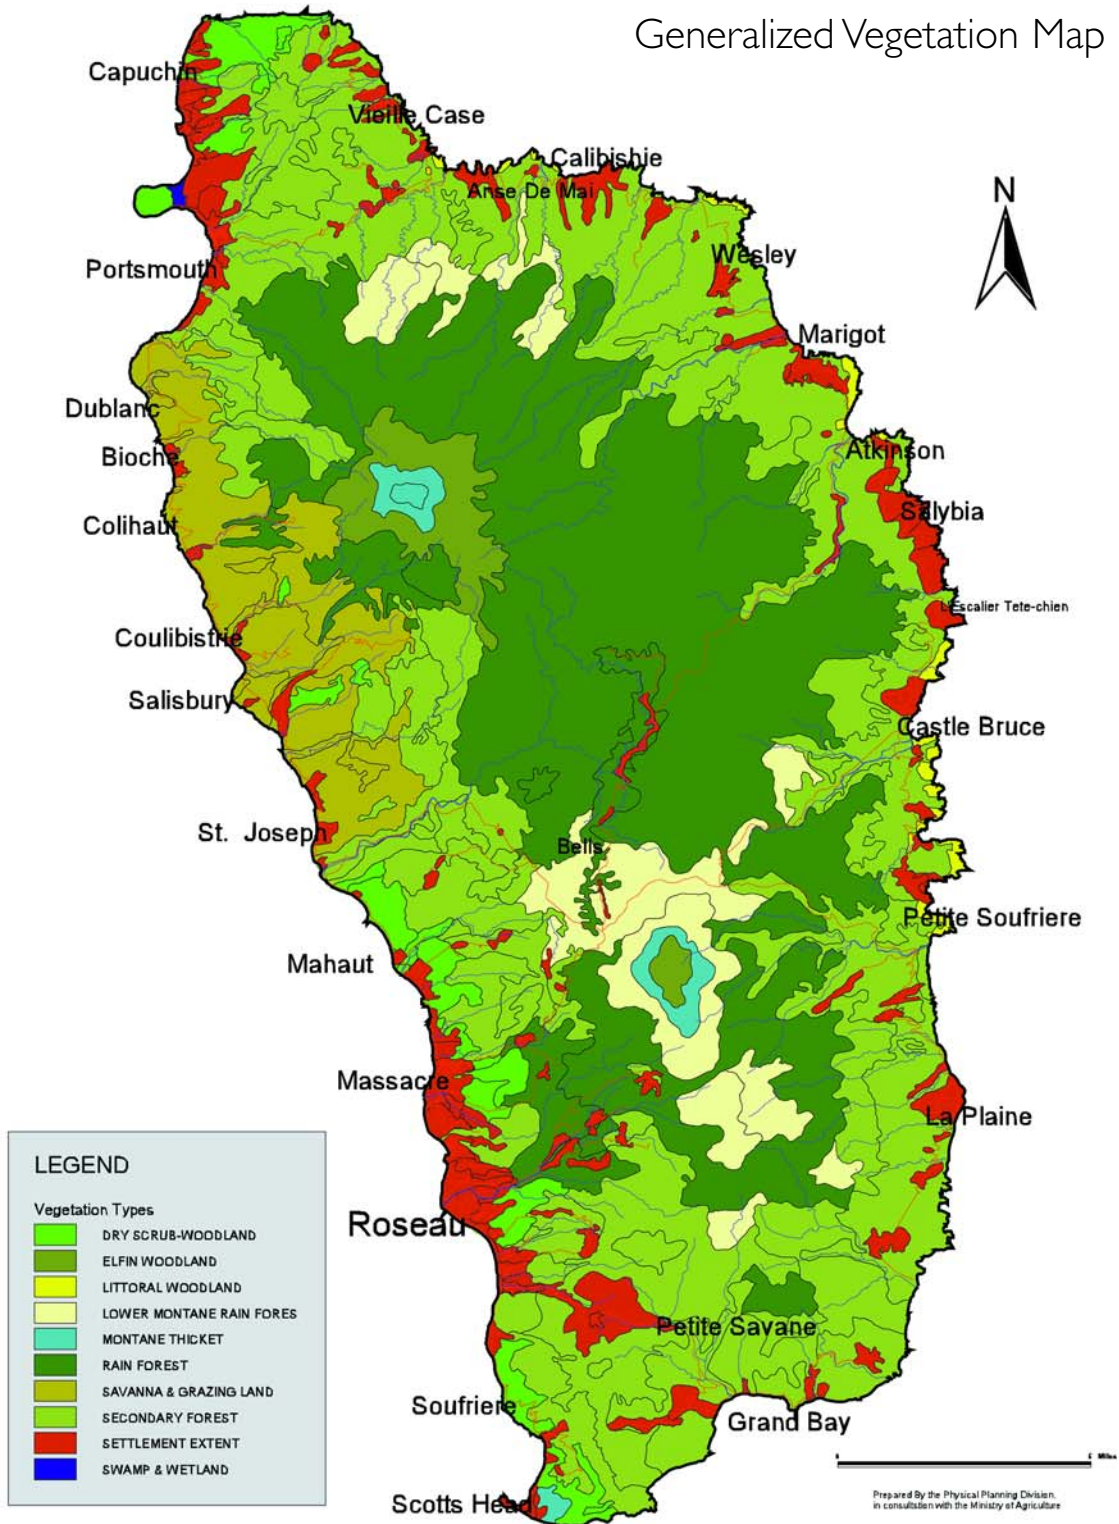 Generalized Vegetation Map
Capuchin
Vieille Case
Calibishie
Anse De Mai
N
Wesley
Portsmouth
Marigot
Dublanc
Atkinson
Bioche
Salybia
Colihaut
L'Escalier Tete-chien
Coulibistrie
Salisbury
Castle Bruce
St. Joseph
Bells
Petite Soufriere
Mahaut
Massacre
La Plaine
LEGEND
Vegetation Types
DRY SCRUB-WOODLAND
ELFIN WOODLAND
LITTORAL WOODLAND
LOWER MONTANE RAIN FORES
MONTANE THICKET
RAIN FOREST
SAVANNA & GRAZING LAND
SECONDARY FOREST
SETTLEMENT EXTENT
SWAMP & WETLAND
Roseau
Petite Savane
Soufriere
Grand Bay
Miles
Scotts Head
Prepared By the Physical Planning Division,
in consultation with the Ministry of Agriculture